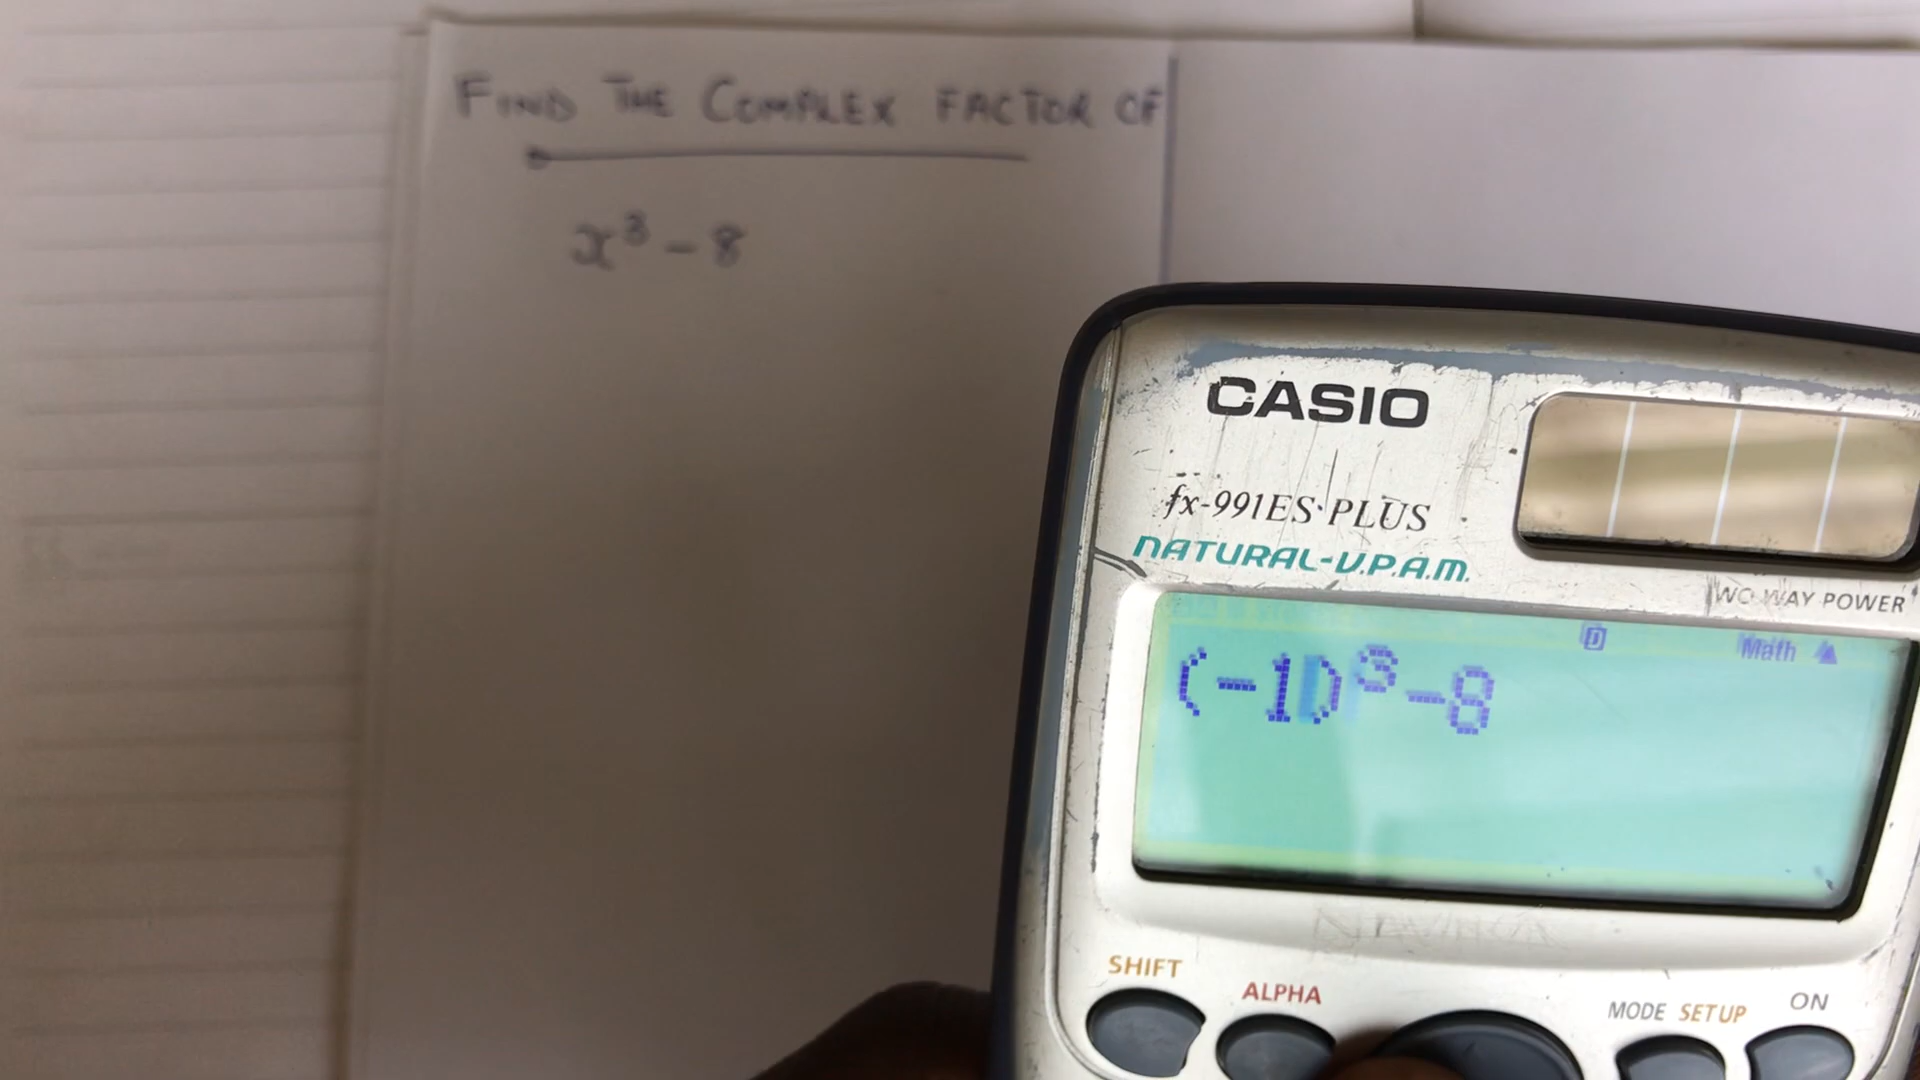 FIND THE COMPLEX FACTOR OF
x³ - 8
CASIO
fx-991ES PLUS
NATURAL-V.P.A.M.
WO WAY POWER
D Math ▲
(-1)³-8
SHIFT
ALPHA
MODE SETUP
ON